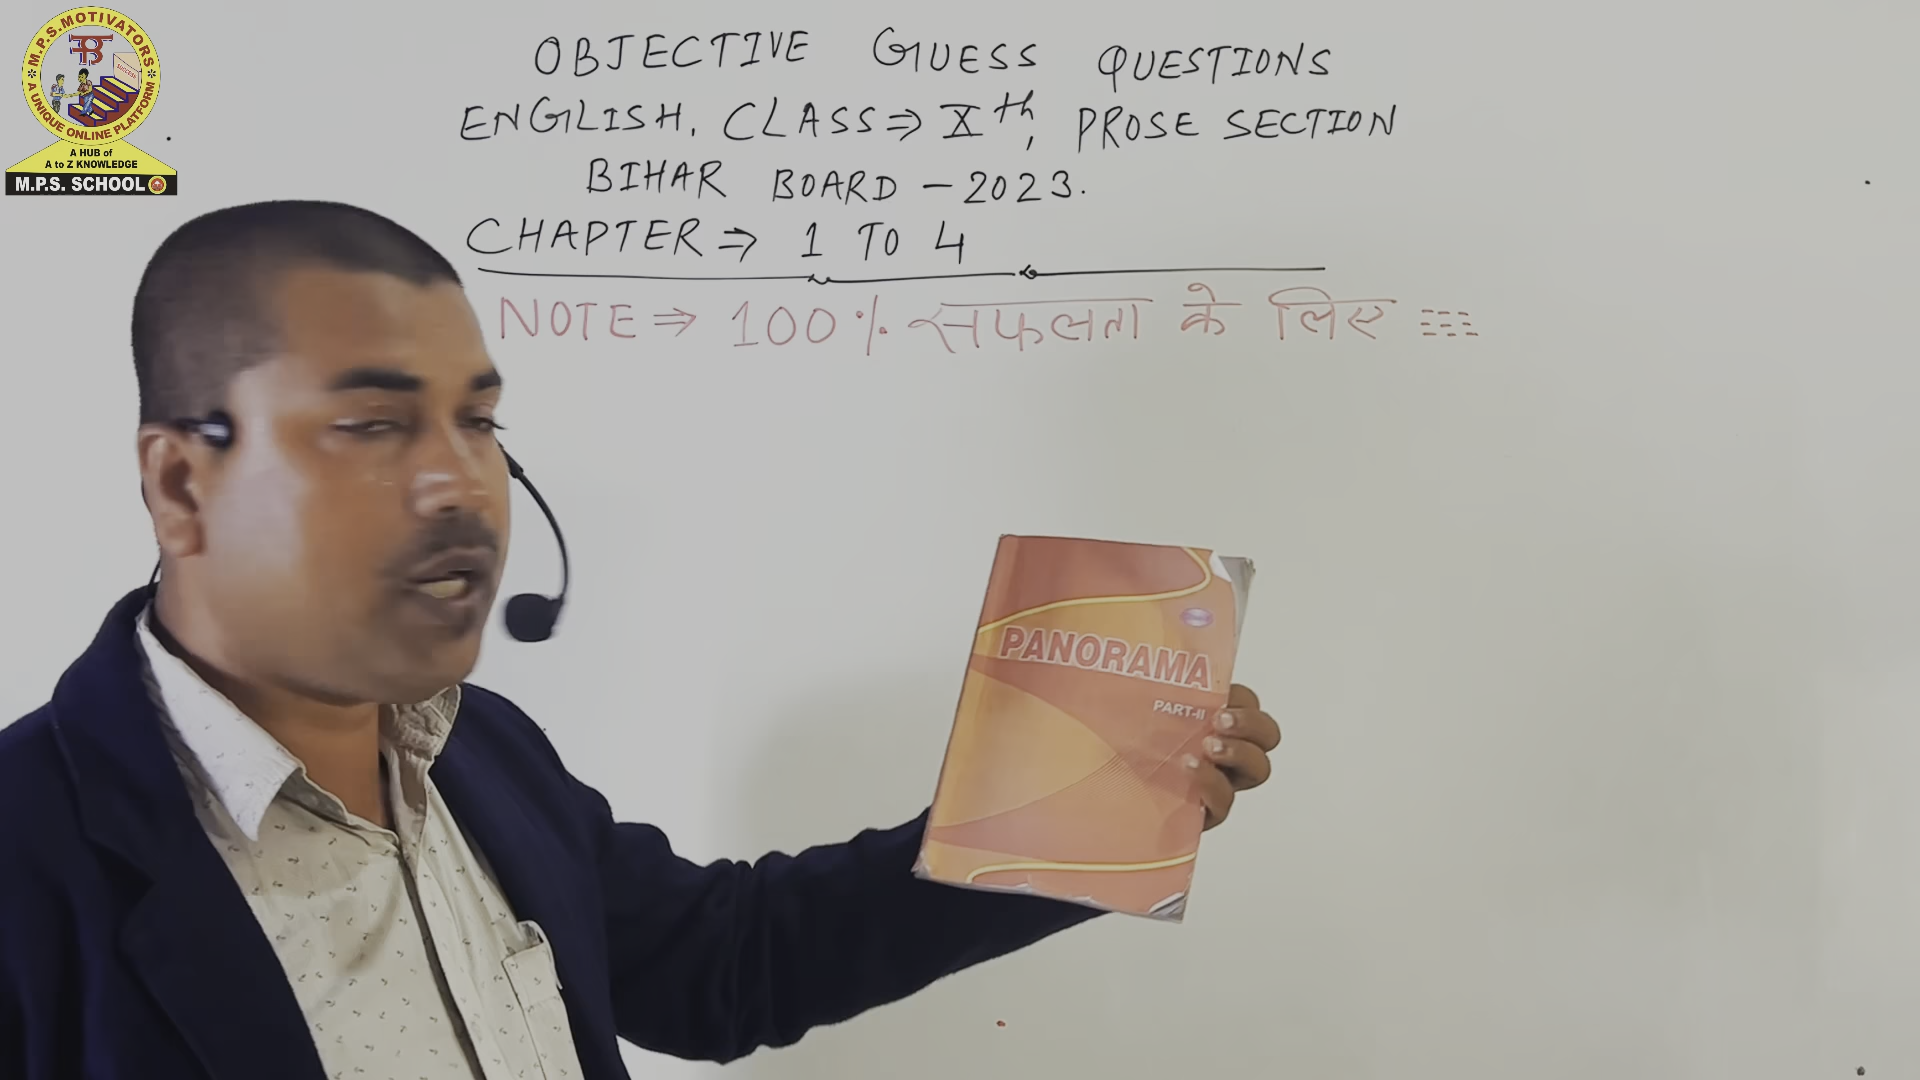 M.P.S.MOTIVATORS
SUCCESS
A UNIQUE ONLINE PLATFORM
A HUB of
A to Z KNOWLEDGE
M.P.S. SCHOOL
OBJECTIVE GUESS QUESTIONS
ENGLISH. CLASS⇒ Xth, PROSE SECTION
BIHAR BOARD - 2023.
CHAPTER ⇒ 1 TO 4
NOTE ⇒ 100% सफलता के लिए
PANORAMA
PART-II